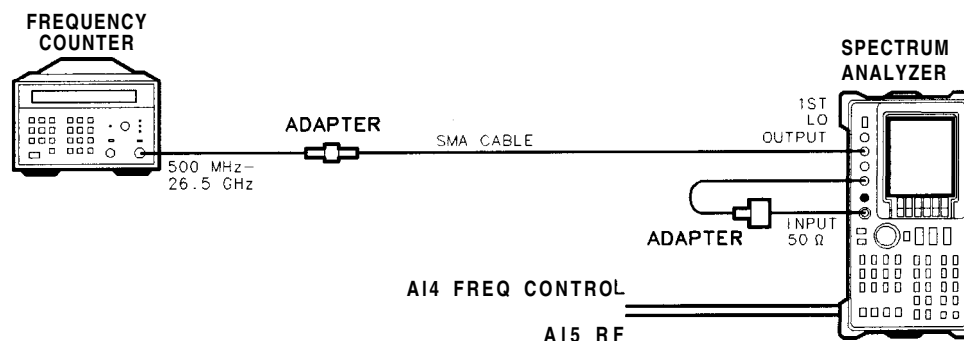 FREQUENCY
COUNTER
SPECTRUM
ANALYZER
1ST
LO
OUTPUT
ADAPTER
SMA CABLE
500 MHz–
26.5 GHz
ADAPTER
INPUT
50 Ω
AI4 FREQ CONTROL
AI5 RF